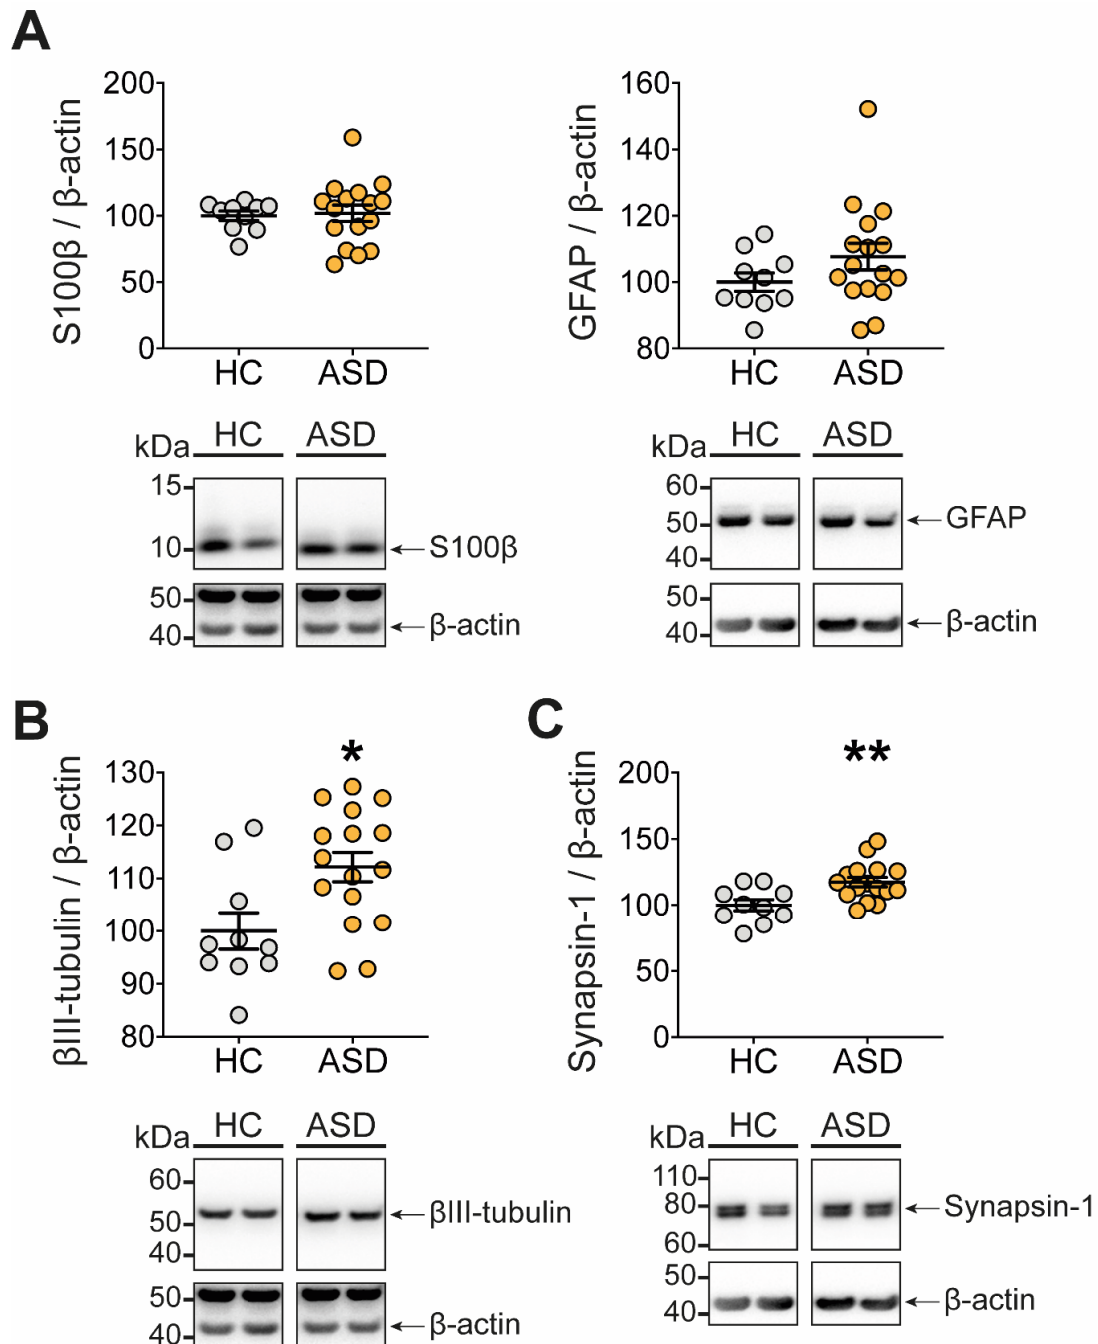 A
S100β / β-actin
200
150
100
50
0
HC
ASD
GFAP / β-actin
160
140
120
100
80
HC
ASD
kDa
HC
ASD
15
10
S100β
50
40
β-actin
kDa
HC
ASD
60
50
40
GFAP
50
40
β-actin
B
*
βIII-tubulin / β-actin
130
120
110
100
90
80
HC
ASD
C
**
Synapsin-1 / β-actin
200
150
100
50
0
HC
ASD
kDa
HC
ASD
60
50
40
βIII-tubulin
50
40
β-actin
kDa
HC
ASD
110
80
60
Synapsin-1
50
40
β-actin